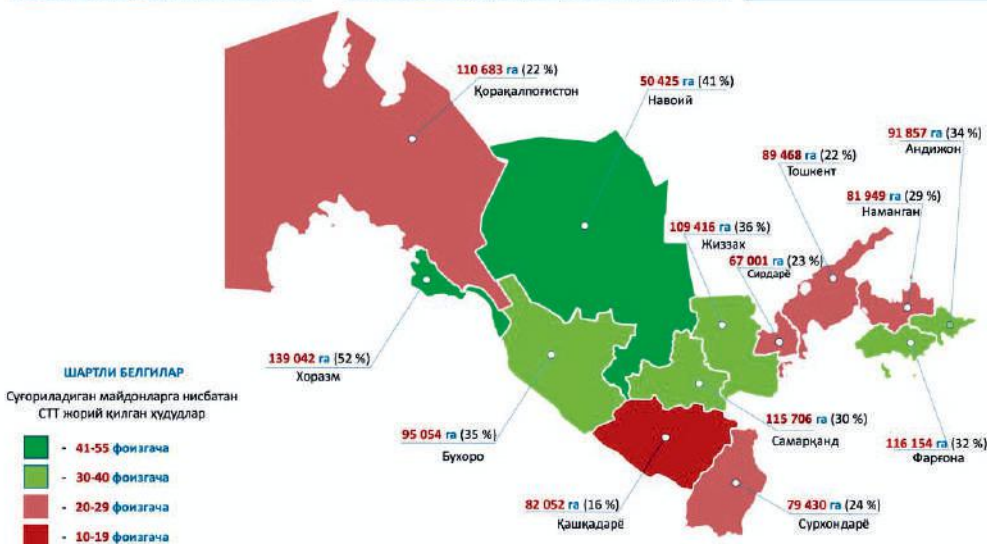 110 683 га (22 %)
Қорақалпоғистон
50 425 га (41 %)
Навоий
91 857 га (34 %)
Андижон
89 468 га (22 %)
Тошкент
81 949 га (29 %)
Наманган
109 416 га (36 %)
Жиззах
67 001 га (23 %)
Сирдарё
139 042 га (52 %)
Хоразм
95 054 га (35 %)
Бухоро
115 706 га (30 %)
Самарқанд
116 154 га (32 %)
Фарғона
82 052 га (16 %)
Қашқадарё
79 430 га (24 %)
Сурхондарё
ШАРТЛИ БЕЛГИЛАР
Суғориладиган майдонларга нисбатан
СТТ жорий қилган ҳудудлар
- 41-55 фоизгача
- 30-40 фоизгача
- 20-29 фоизгача
- 10-19 фоизгача